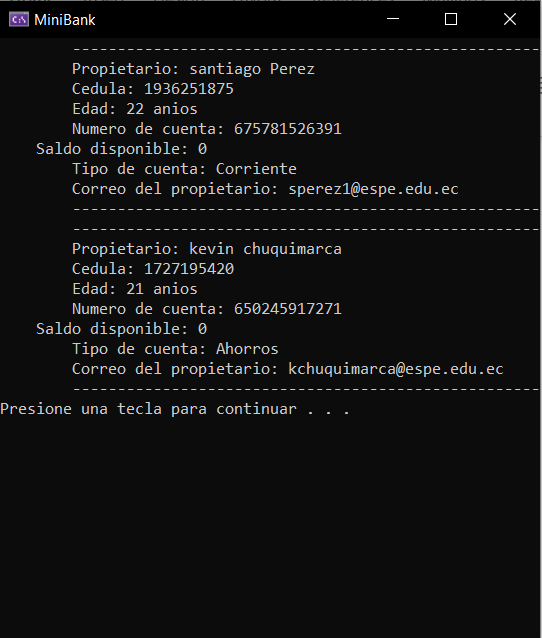 MiniBank
----------------------------------------------------
Propietario: santiago Perez
Cedula: 1936251875
Edad: 22 anios
Numero de cuenta: 675781526391
Saldo disponible: 0
Tipo de cuenta: Corriente
Correo del propietario: sperez1@espe.edu.ec
----------------------------------------------------
----------------------------------------------------
Propietario: kevin chuquimarca
Cedula: 1727195420
Edad: 21 anios
Numero de cuenta: 650245917271
Saldo disponible: 0
Tipo de cuenta: Ahorros
Correo del propietario: kchuquimarca@espe.edu.ec
----------------------------------------------------
Presione una tecla para continuar . . .